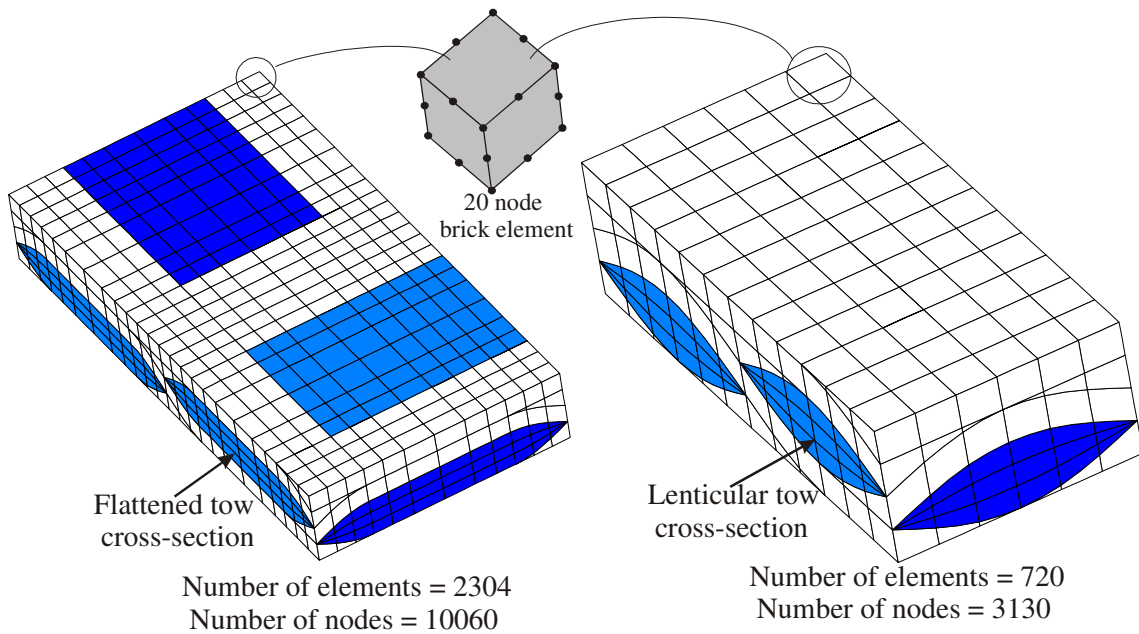 20 node
brick element
Flattened tow
cross-section
Lenticular tow
cross-section
Number of elements = 2304
Number of nodes = 10060
Number of elements = 720
Number of nodes = 3130